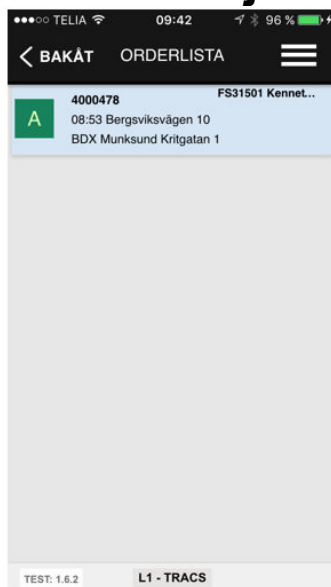 TELIA 09:42 96 %
BAKÅT ORDERLISTA
4000478 FS31501 Kennet...
A 08:53 Bergsviksvägen 10
BDX Munksund Kritgatan 1
TEST: 1.6.2 L1 - TRACS